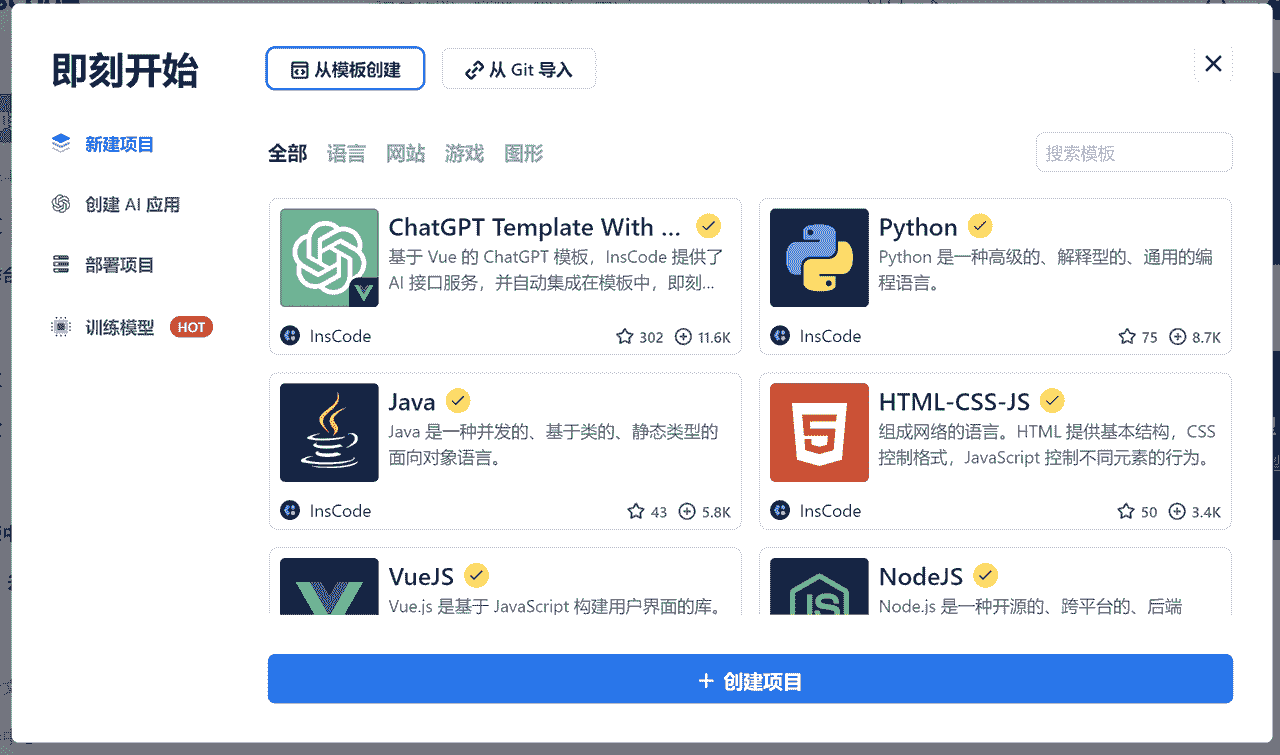 即刻开始
从模板创建
从 Git 导入
新建项目
创建 AI 应用
部署项目
训练模型 HOT
全部 语言 网站 游戏 图形
搜索模板
ChatGPT Template With ...
基于 Vue 的 ChatGPT 模板，InsCode 提供了
AI 接口服务，并自动集成在模板中，即刻...
InsCode 302 11.6K
Python
Python 是一种高级的、解释型的、通用的编
程语言。
InsCode 75 8.7K
Java
Java 是一种并发的、基于类的、静态类型的
面向对象语言。
InsCode 43 5.8K
HTML-CSS-JS
组成网络的语言。HTML 提供基本结构，CSS
控制格式，JavaScript 控制不同元素的行为。
InsCode 50 3.4K
VueJS
Vue.js 是基于 JavaScript 构建用户界面的库。
NodeJS
JS
Node.js 是一种开源的、跨平台的、后端
+ 创建项目